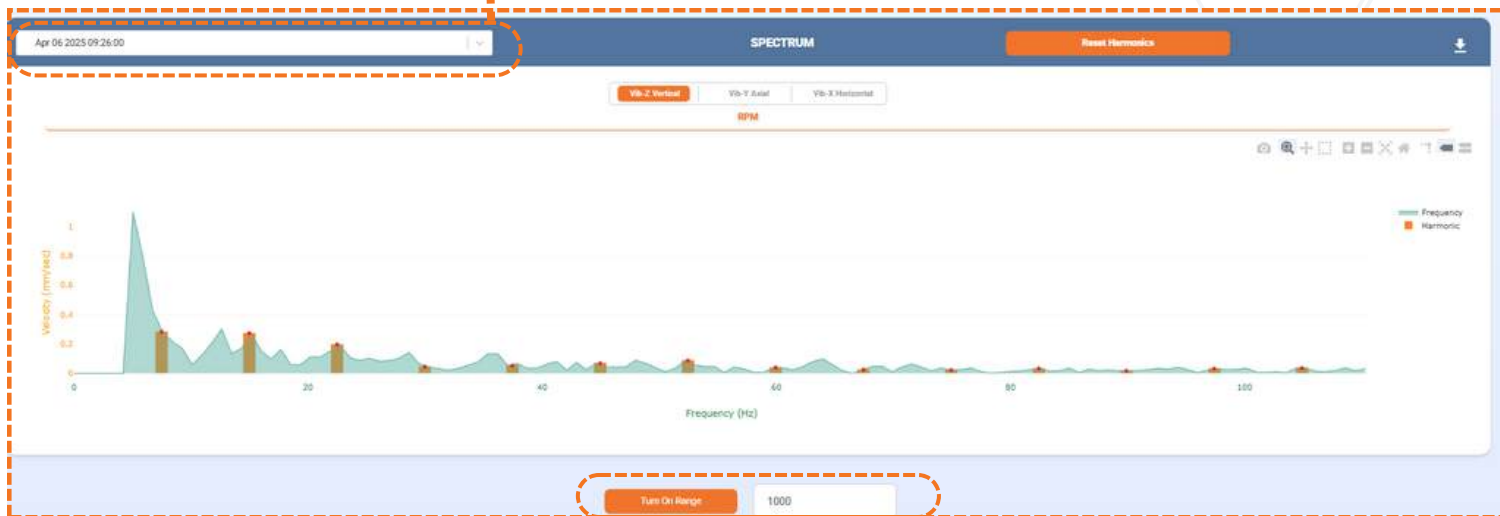 Apr 06 2025 09:26:00
SPECTRUM
Reset Harmonics
Vib-Z Vertical Vib-Y Axial Vib-X Horizontal
RPM
Frequency
Harmonic
1
0.8
0.6
0.4
0.2
0
Velocity (mm/sec)
0 20 40 60 80 100
Frequency (Hz)
Turn On Range 1000